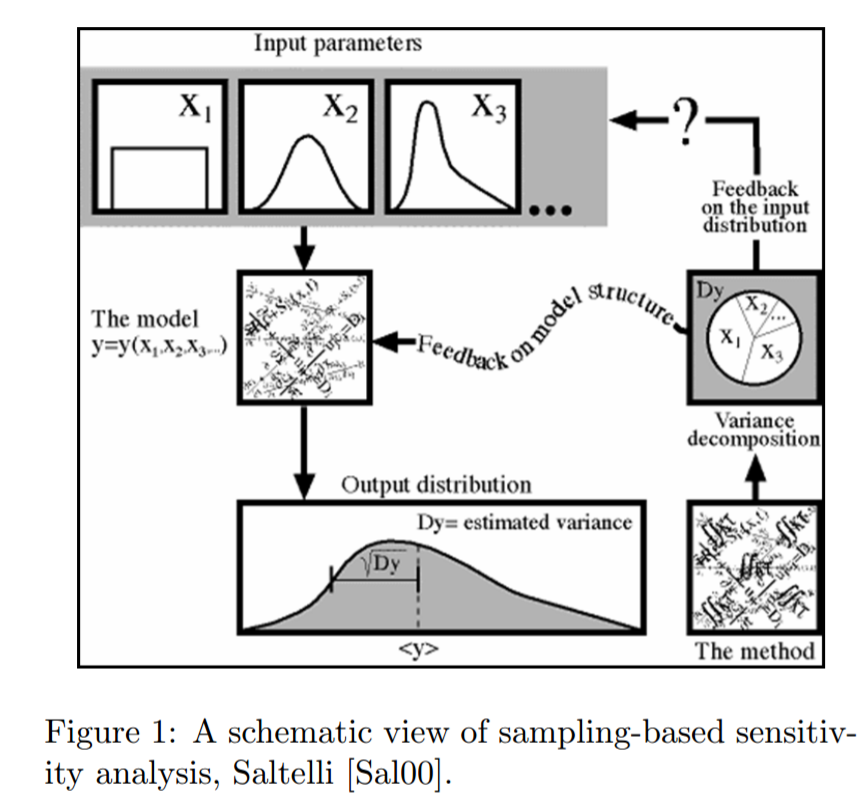 Input parameters
X1
X2
X3
...
?
Feedback
on the input
distribution
The model
y=y(x1,x2,x3,...)
Feedback on model structure
Dy
X1
X2
...
X3
Variance
decomposition
Output distribution
Dy= estimated variance
√Dy
<y>
The method
Figure 1: A schematic view of sampling-based sensitiv-
ity analysis, Saltelli [Sal00].